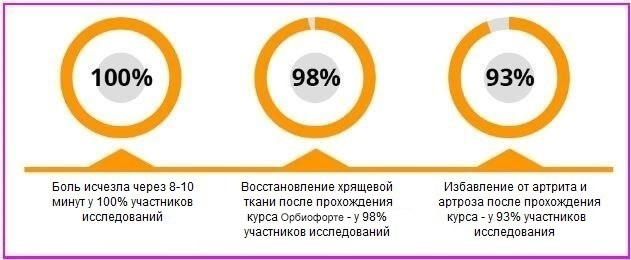 100%
98%
93%
Боль исчезла через 8-10
минут у 100% участников
исследований
Восстановление хрящевой
ткани после прохождения
курса Орбиофорте - у 98%
участников исследований
Избавление от артрита и
артроза после прохождения
курса - у 93% участников
исследования